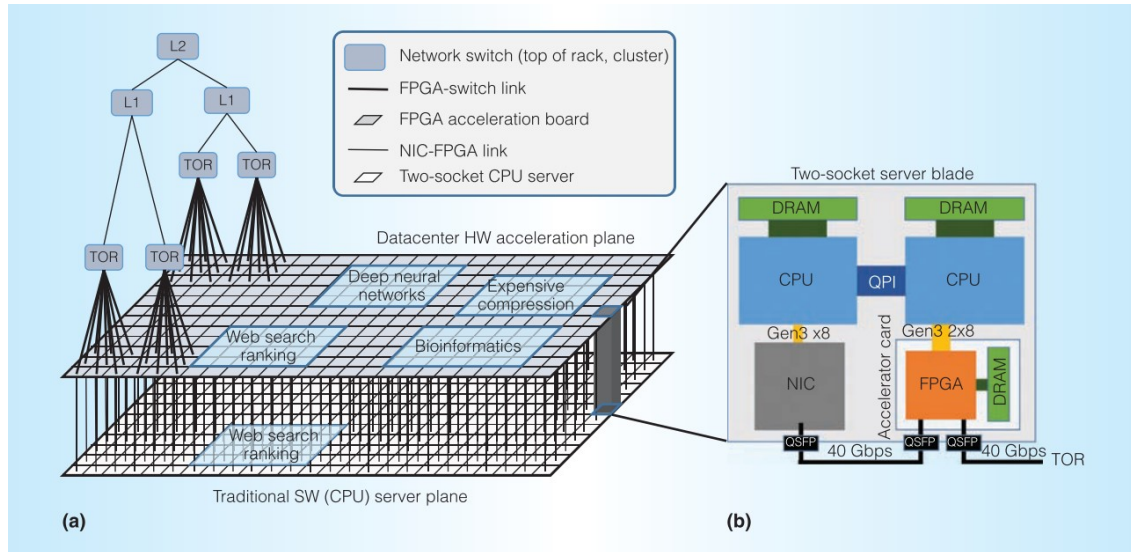 L2
L1
L1
TOR
TOR
TOR
TOR
Network switch (top of rack, cluster)
FPGA-switch link
FPGA acceleration board
NIC-FPGA link
Two-socket CPU server
Datacenter HW acceleration plane
Deep neural
networks
Expensive
compression
Web search
ranking
Bioinformatics
Web search
ranking
Traditional SW (CPU) server plane
(a)
Two-socket server blade
DRAM
DRAM
CPU
QPI
CPU
Gen3 x8
Gen3 2x8
Accelerator card
NIC
FPGA
DRAM
QSFP
QSFP
QSFP
40 Gbps
40 Gbps
TOR
(b)